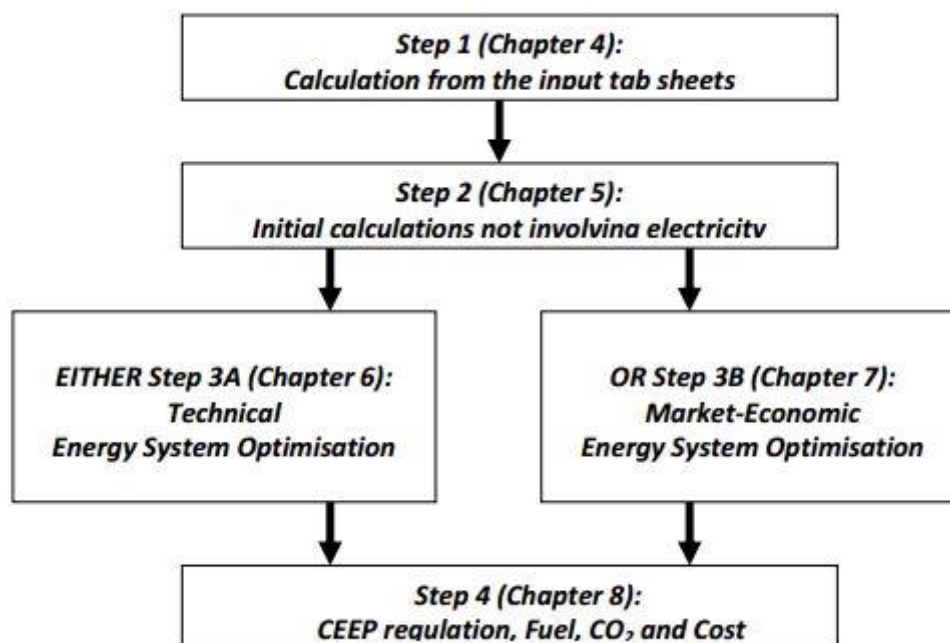 Step 1 (Chapter 4):
Calculation from the input tab sheets
Step 2 (Chapter 5):
Initial calculations not involving electricity
EITHER Step 3A (Chapter 6):
Technical
Energy System Optimisation
OR Step 3B (Chapter 7):
Market-Economic
Energy System Optimisation
Step 4 (Chapter 8):
CEEP regulation, Fuel, CO₂ and Cost